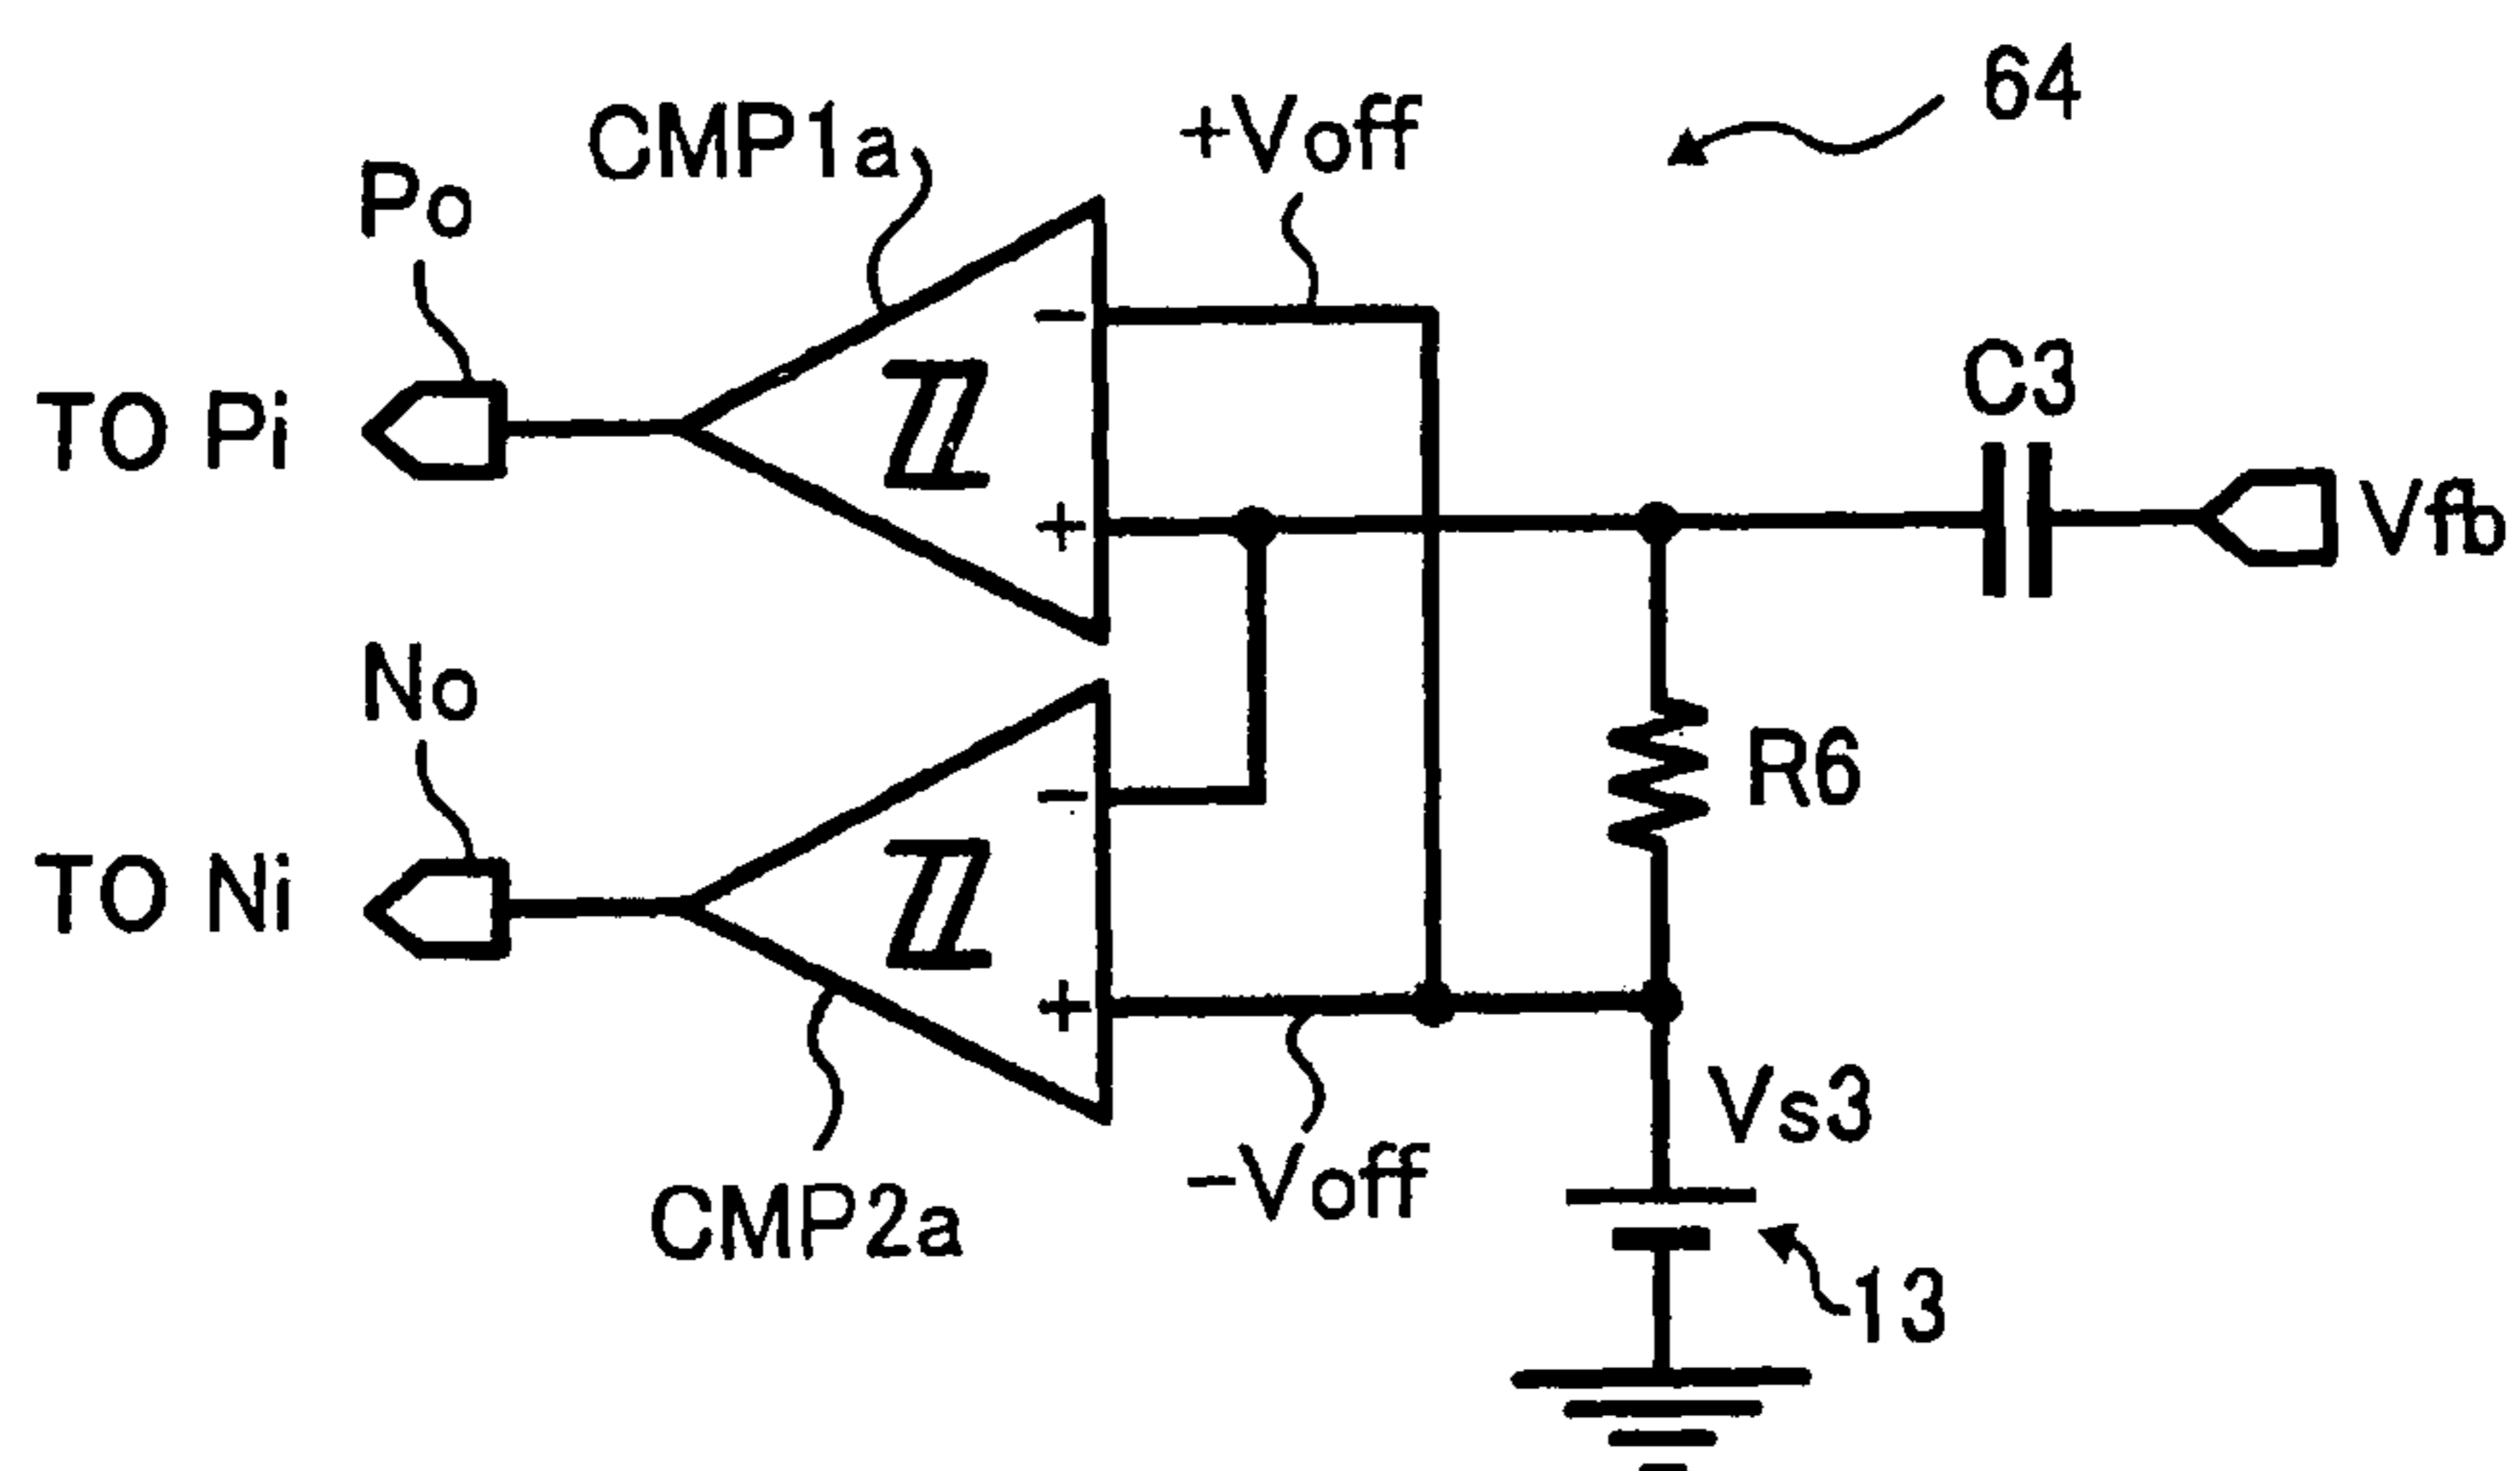 64
CMP1a
+Voff
Po
−
TO Pi
C3
+
Vfb
No
−
R6
TO Ni
+
Vs3
−Voff
CMP2a
13